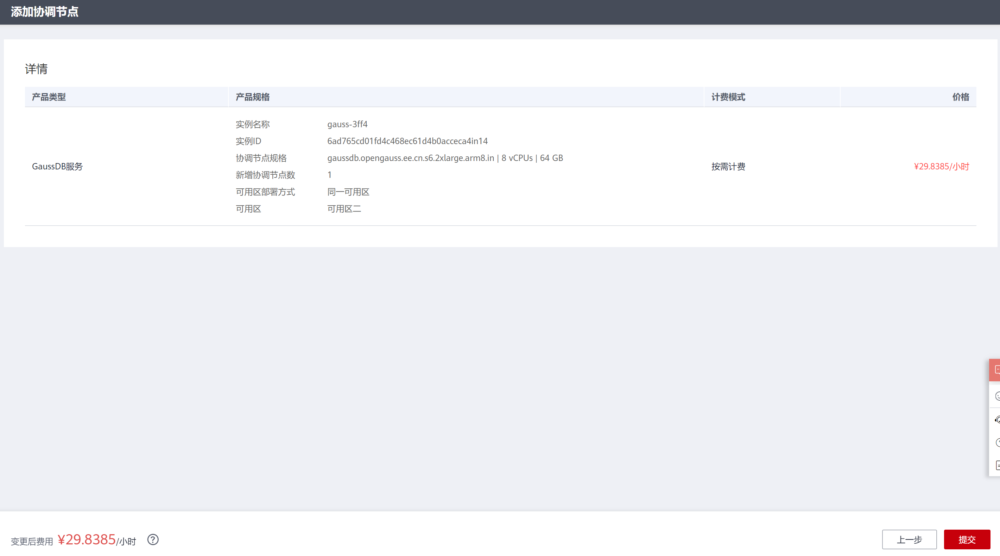 添加协调节点
详情
产品类型 产品规格 计费模式 价格
实例名称 gauss-3ff4
实例ID 6ad765cd01fd4c468ec61d4b0acceca4in14
协调节点规格 gaussdb.opengauss.ee.cn.s6.2xlarge.arm8.in | 8 vCPUs | 64 GB
GaussDB服务 按需计费 ¥29.8385/小时
新增协调节点数 1
可用区部署方式 同一可用区
可用区 可用区二
变更后费用 ¥29.8385/小时
上一步 提交